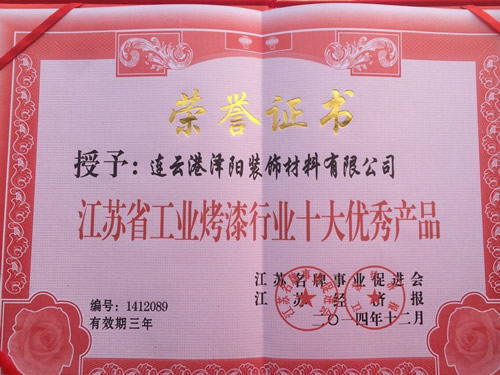 荣誉证书
授予：连云港泽阳装饰材料有限公司
江苏省工业烤漆行业十大优秀产品
江苏名牌事业促进会
江苏经济报
编号：1412089
有效期三年
二〇一四年十二月